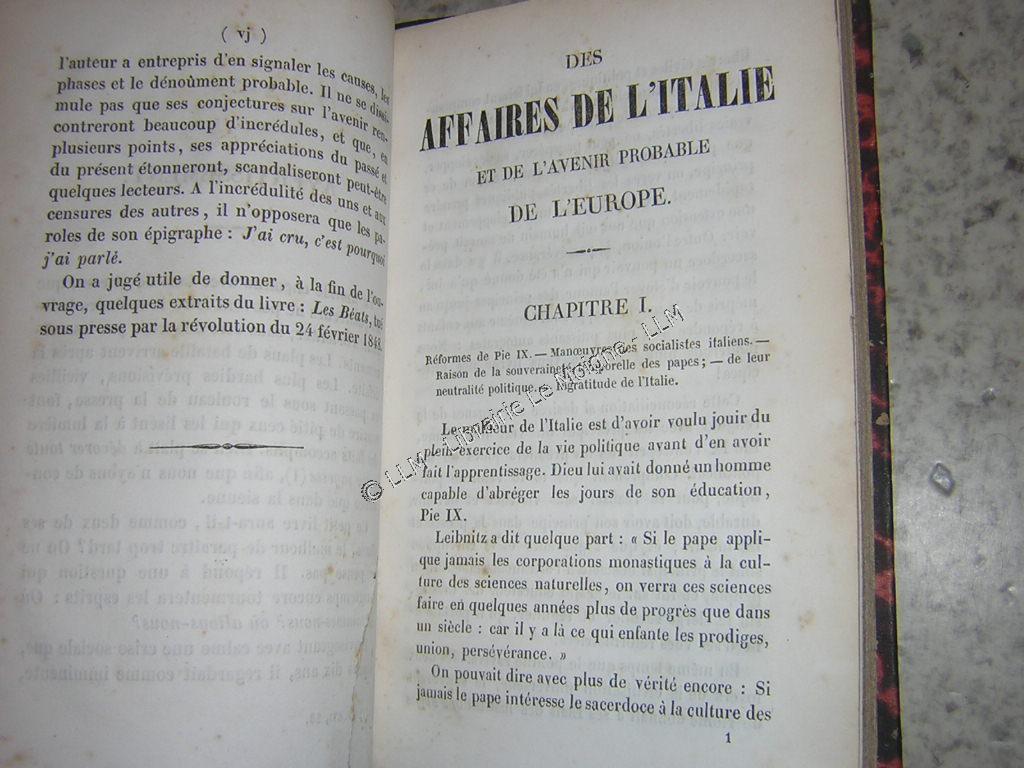 ( vj )
l'auteur a entrepris d'en signaler les causes, les
phases et le dénoûment probable. Il ne se dissi-
mule pas que ses conjectures sur l'avenir ren-
contreront beaucoup d'incrédules, et que, en
plusieurs points, ses appréciations du passé et
du présent étonneront, scandaliseront peut-être
quelques lecteurs. A l'incrédulité des uns et aux
censures des autres, il n'opposera que les pa-
roles de son épigraphe : J'ai cru, c'est pourquoi
j'ai parlé.
On a jugé utile de donner, à la fin de l'ou-
vrage, quelques extraits du livre : Les Béats, tué
sous presse par la révolution du 24 février 1848.
DES
AFFAIRES DE L'ITALIE
ET DE L'AVENIR PROBABLE
DE L'EUROPE.
CHAPITRE I.
Réformes de Pie IX. — Manœuvres des socialistes italiens. —
Raison de la souveraineté temporelle des papes; — de leur
neutralité politique. — Ingratitude de l'Italie.
Le malheur de l'Italie est d'avoir voulu jouir du
plein exercice de la vie politique avant d'en avoir
fait l'apprentissage. Dieu lui avait donné un homme
capable d'abréger les jours de son éducation,
Pie IX.
Leibnitz a dit quelque part : « Si le pape appli-
que jamais les corporations monastiques à la cul-
ture des sciences naturelles, on verra ces sciences
faire en quelques années plus de progrès que dans
un siècle : car il y a là ce qui enfante les prodiges,
union, persévérance. »
On pouvait dire avec plus de vérité encore : Si
jamais le pape intéresse le sacerdoce à la culture des
1
© LLM - Librairie Le Moigne - LLM